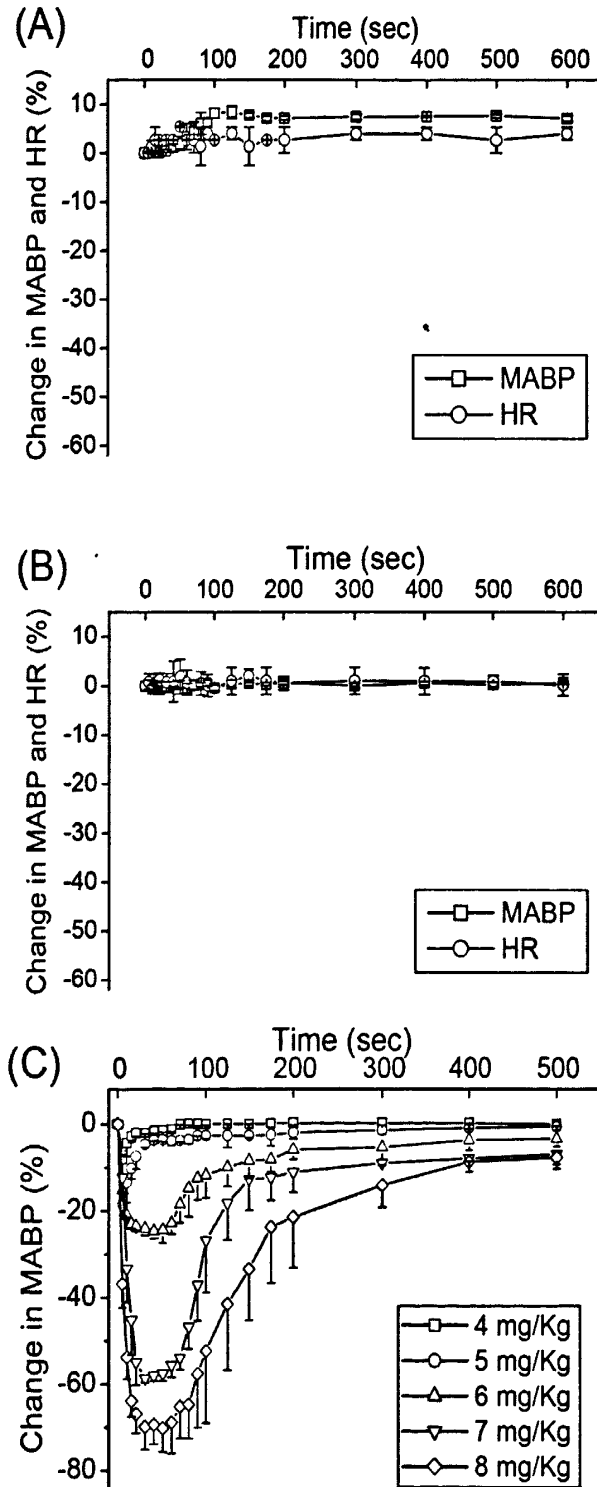 (A)
Time (sec)
0 100 200 300 400 500 600
Change in MABP and HR (%)
10
0
-10
-20
-30
-40
-50
-60
MABP
HR
(B)
Time (sec)
0 100 200 300 400 500 600
Change in MABP and HR (%)
10
0
-10
-20
-30
-40
-50
-60
MABP
HR
(C)
Time (sec)
0 100 200 300 400 500
Change in MABP (%)
0
-20
-40
-60
-80
4 mg/Kg
5 mg/Kg
6 mg/Kg
7 mg/Kg
8 mg/Kg